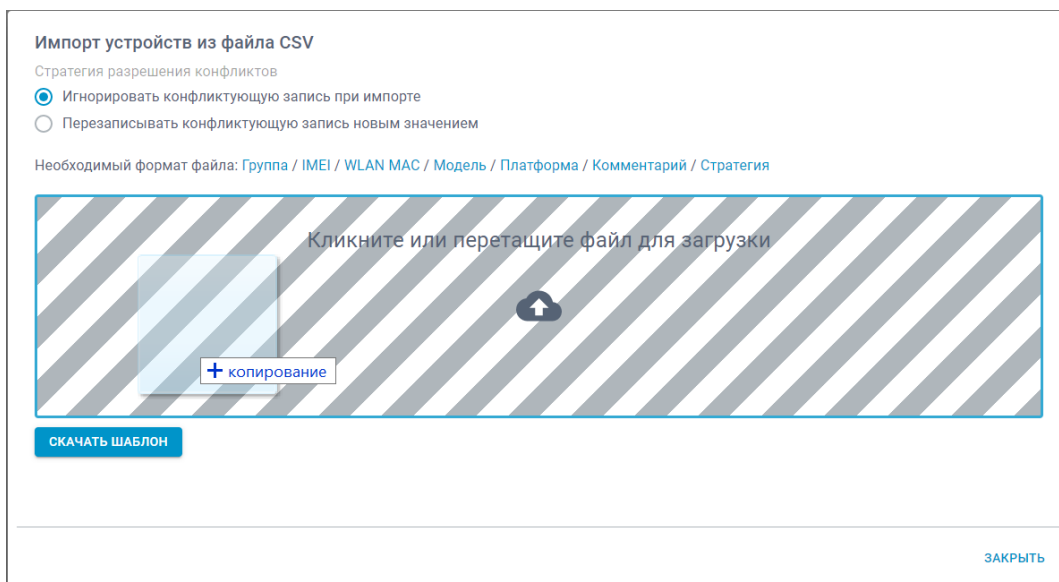 Импорт устройств из файла CSV
Стратегия разрешения конфликтов
Игнорировать конфликтующую запись при импорте
Перезаписывать конфликтующую запись новым значением
Необходимый формат файла: Группа / IMEI / WLAN MAC / Модель / Платформа / Комментарий / Стратегия
Кликните или перетащите файл для загрузки
+ копирование
СКАЧАТЬ ШАБЛОН
ЗАКРЫТЬ